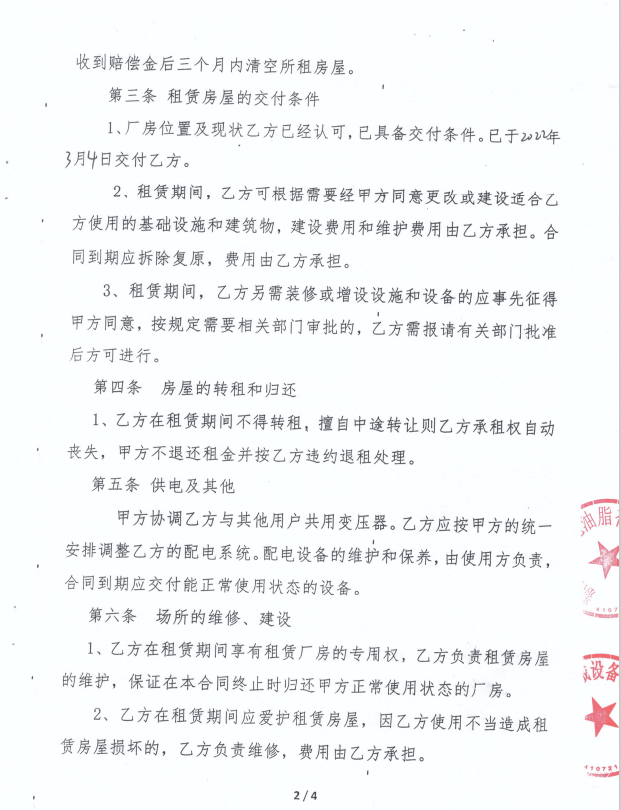 收到赔偿金后三个月内清空所租房屋。
第三条 租赁房屋的交付条件
1、厂房位置及现状乙方已经认可，已具备交付条件。已于2022年
3月4日交付乙方。
2、租赁期间，乙方可根据需要经甲方同意更改或建设适合乙
方使用的基础设施和建筑物，建设费用和维护费用由乙方承担。合
同到期应拆除复原，费用由乙方承担。
3、租赁期间，乙方另需装修或增设设施和设备的应事先征得
甲方同意，按规定需要相关部门审批的，乙方需报请有关部门批准
后方可进行。
第四条 房屋的转租和归还
1、乙方在租赁期间不得转租，擅自中途转让则乙方承租权自动
丧失，甲方不退还租金并按乙方违约退租处理。
第五条 供电及其他
甲方协调乙方与其他用户共用变压器。乙方应按甲方的统一
安排调整乙方的配电系统。配电设备的维护和保养，由使用方负责，
合同到期应交付能正常使用状态的设备。
油脂
4107
第六条 场所的维修、建设
1、乙方在租赁期间享有租赁厂房的专用权，乙方负责租赁房屋
的维护，保证在本合同终止时归还甲方正常使用状态的厂房。
设备
2、乙方在租赁期间应爱护租赁房屋，因乙方使用不当造成租
赁房屋损坏的，乙方负责维修，费用由乙方承担。
410721
2/4